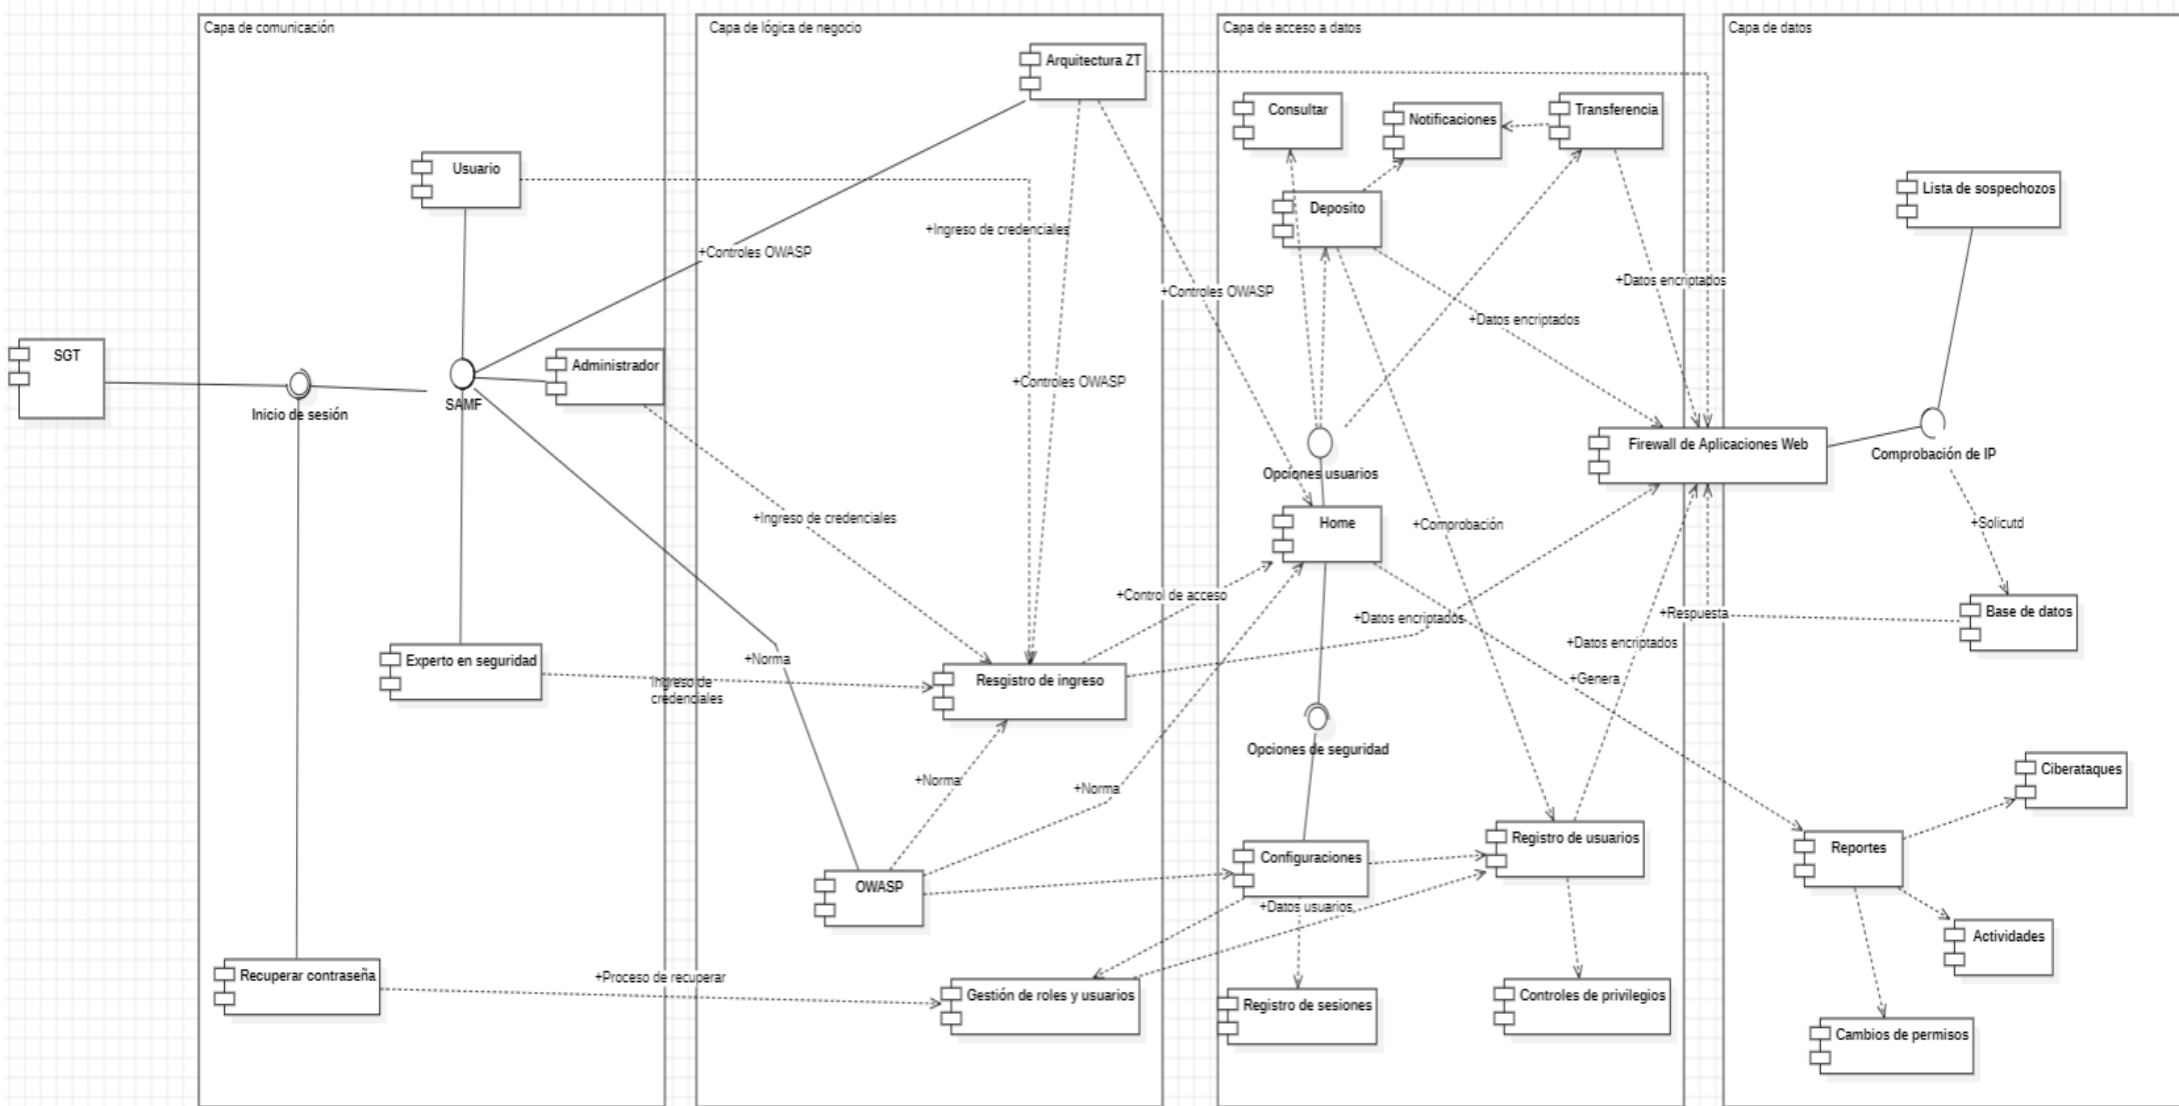 Capa de comunicación
Capa de lógica de negocio
Capa de acceso a datos
Capa de datos
Arquitectura ZT
Consultar
Notificaciones
Transferencia
Usuario
Lista de sospechozos
Deposito
+Ingreso de credenciales
+Controles OWASP
+Controles OWASP
+Datos encriptados
+Datos encriptados
SGT
Administrador
+Controles OWASP
Inicio de sesión
SAMF
Firewall de Aplicaciones Web
Comprobación de IP
Opciones usuarios
+Ingreso de credenciales
Home
+Comprobación
+Solicutd
+Control de acceso
+Datos encriptados
+Respuesta
Base de datos
+Datos encriptados
Experto en seguridad
+Norma
Ingreso de
credenciales
Resgistro de ingreso
+Genera
Opciones de seguridad
Ciberataques
+Norma
+Norma
Registro de usuarios
Configuraciones
Reportes
OWASP
+Datos usuarios
Actividades
Recuperar contraseña
+Proceso de recuperar
Gestión de roles y usuarios
Registro de sesiones
Controles de privilegios
Cambios de permisos